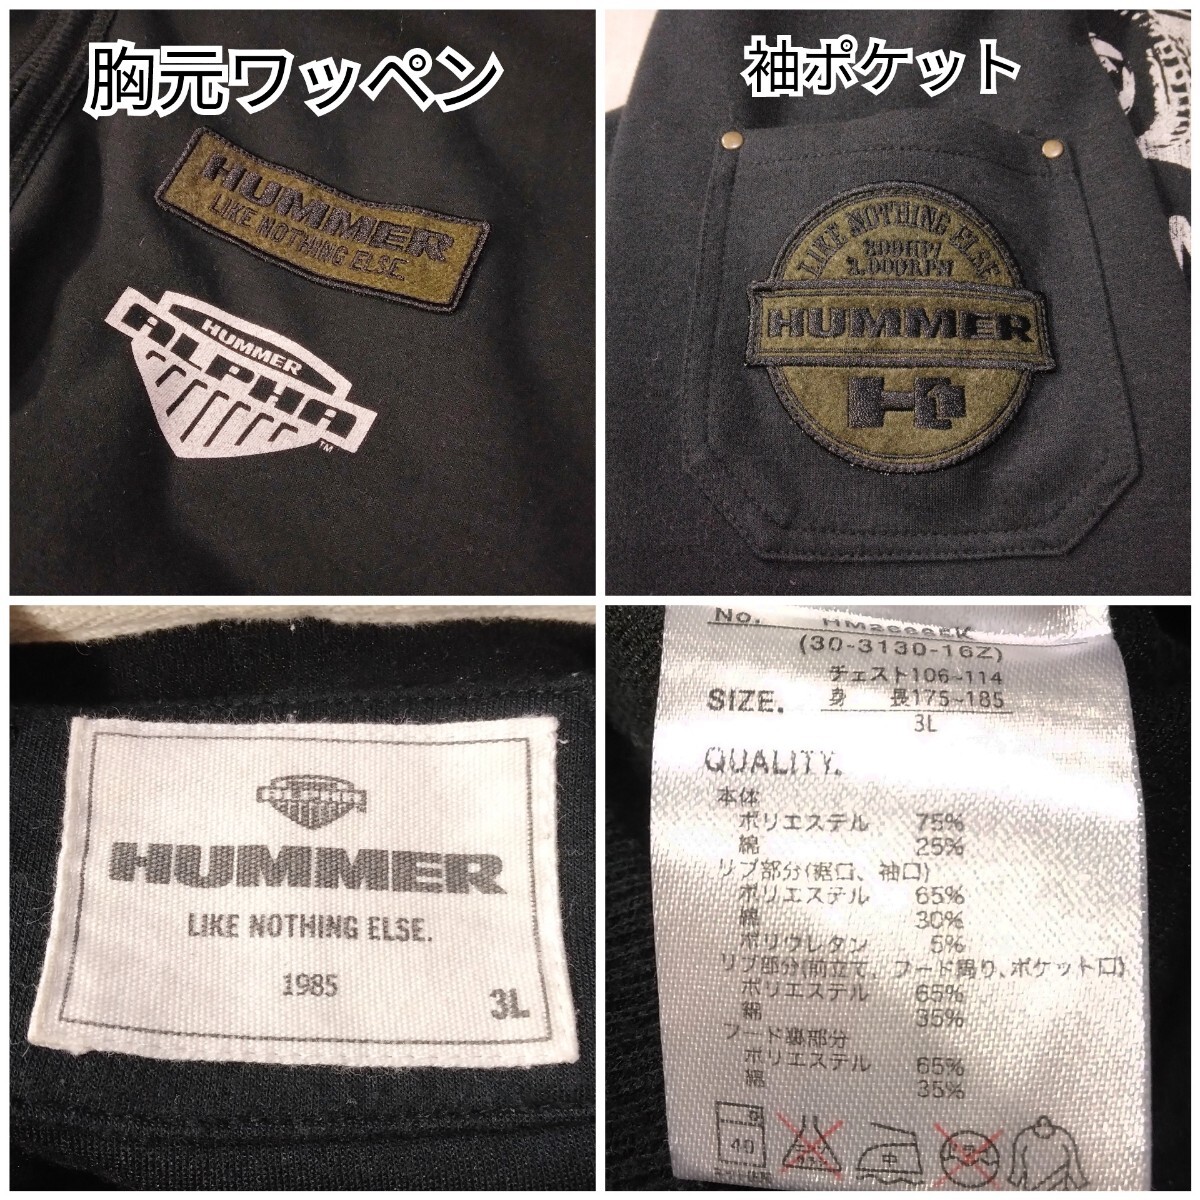 胸元ワッペン
HUMMER
LIKE NOTHING ELSE.
HUMMER
ALPHA
TM
袖ポケット
LIKE NOTHING ELSE
HUMMER
H1
HUMMER
LIKE NOTHING ELSE.
1985
3L
No.
(30-3130-16Z)
チェスト106~114
SIZE. 身 長175~185
3L
QUALITY.
本体
ポリエステル 75%
綿 25%
リブ部分(裾口、袖口)
ポリエステル 65%
綿 30%
ポリウレタン 5%
リブ部分(前立て、フード周り、ポケット口)
ポリエステル 65%
綿 35%
フード裏部分
ポリエステル 65%
綿 35%
40
中